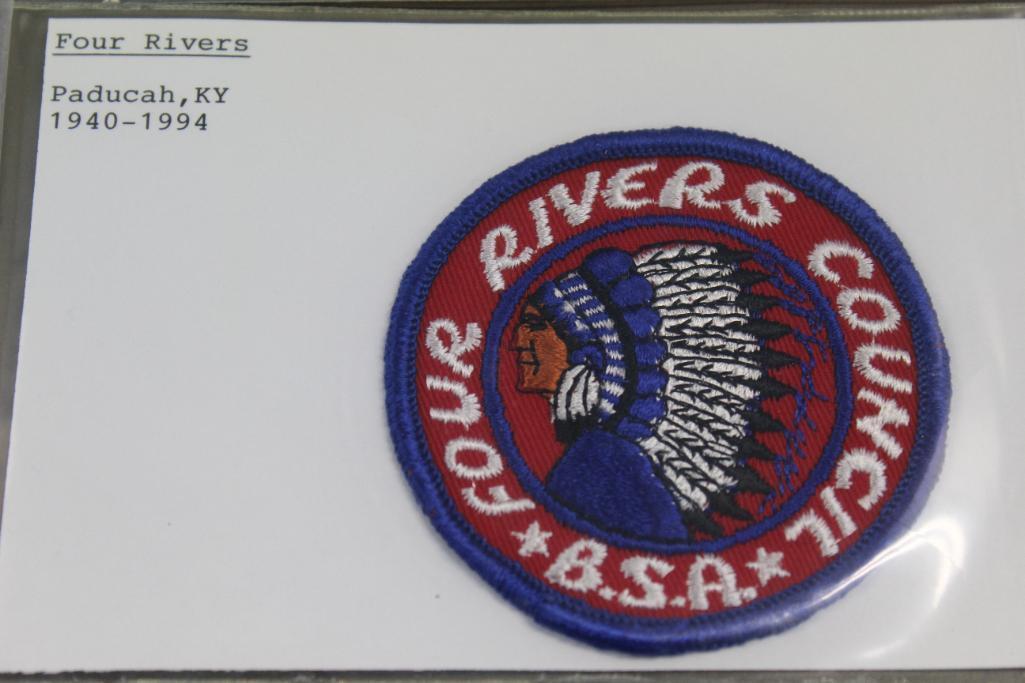 Four Rivers
Paducah,KY
1940-1994
FOUR RIVERS COUNCIL
B.S.A.